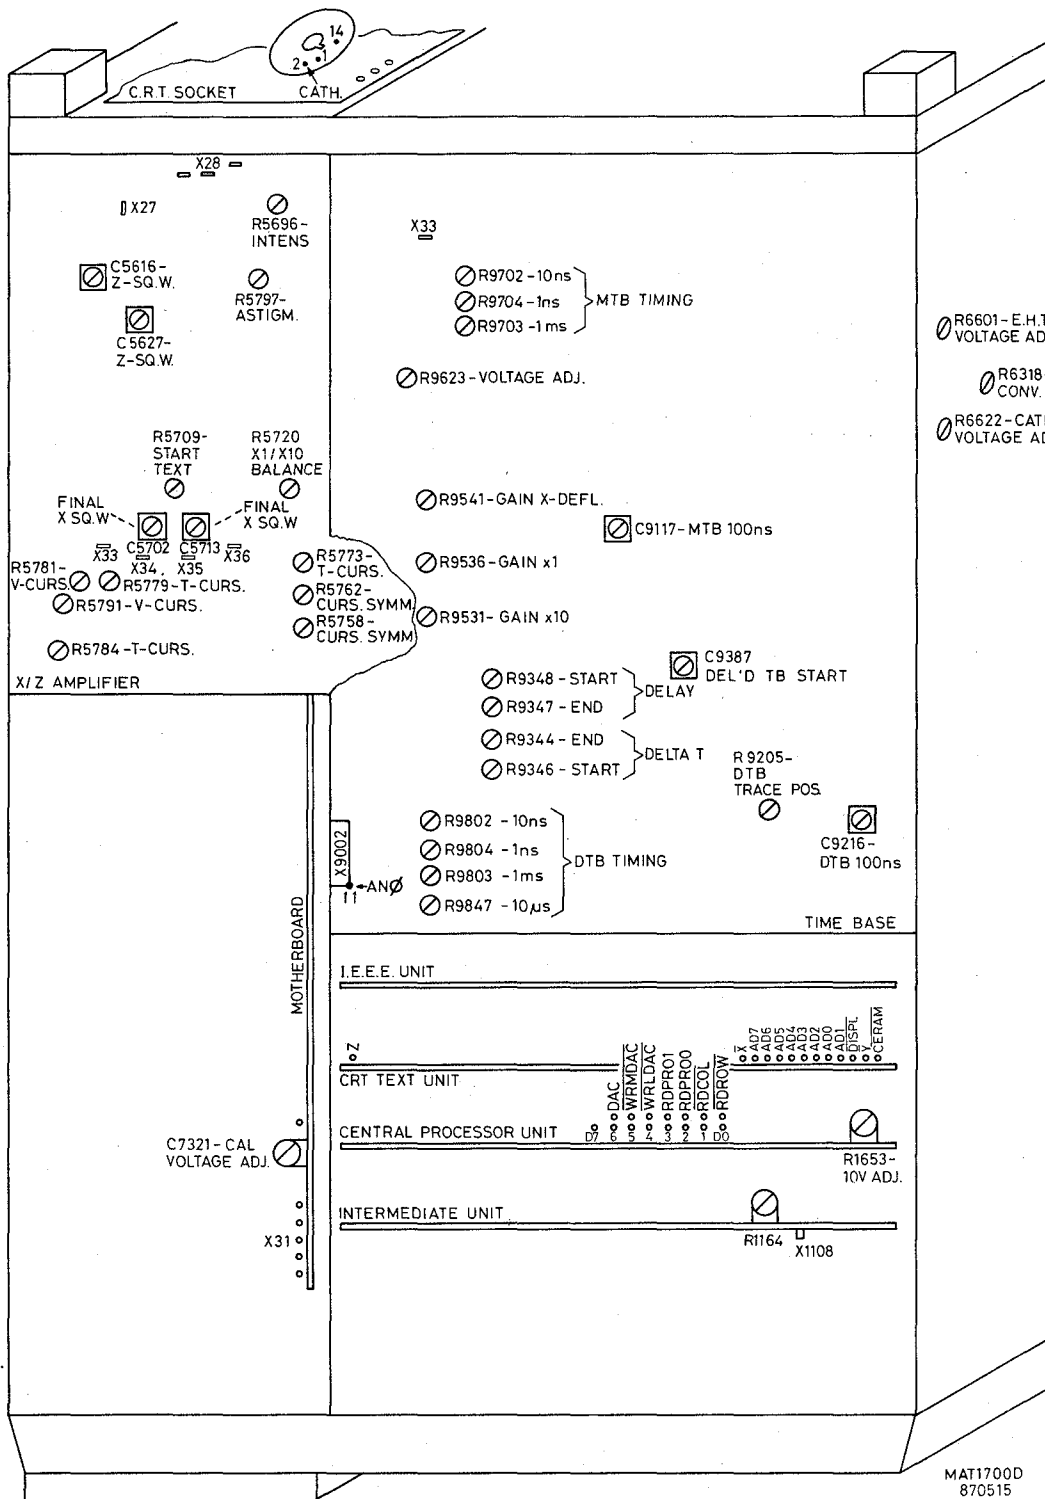 14
2
1
C.R.T. SOCKET
CATH.
X28
X27
R5696-
INTENS
X33
C5616-
Z-SQ.W.
R5797-
ASTIGM.
C5627-
Z-SQ.W.
R9702-10ns
R9704-1ns
R9703-1ms
MTB TIMING
R9623-VOLTAGE ADJ.
R6601-E.H.T
VOLTAGE AD
R6318-
CONV.
R6622-CAT
VOLTAGE AD
R5709-
START
TEXT
R5720
X1/X10
BALANCE
FINAL
X SQ.W
FINAL
X SQ.W
C5702
C5713
X33
X34,
X35
X36
R9541-GAIN X-DEFL.
C9117-MTB 100ns
R9536-GAIN x1
R9531-GAIN x10
R5781-
V-CURS.
R5779-T-CURS.
R5791-V-CURS.
R5784-T-CURS.
R5773-
T-CURS.
R5762-
CURS. SYMM.
R5758-
CURS. SYMM
X/Z AMPLIFIER
C9387
DEL'D TB START
R9348-START
R9347-END
DELAY
R9344-END
R9346-START
DELTA T
R9205-
DTB
TRACE POS.
C9216-
DTB 100ns
R9802-10ns
R9804-1ns
R9803-1ms
R9847-10µs
DTB TIMING
X9002
11
ANØ
TIME BASE
MOTHERBOARD
I.E.E.E. UNIT
Z
CRT TEXT UNIT
X
AD7
AD6
AD5
AD4
AD3
AD2
AD0
AD1
DISPL
Y
CERAM
DAC
WRMDAC
WRLDAC
RDPRO1
RDPRO0
RDCOL
RDROW
CENTRAL PROCESSOR UNIT
D7 6 5 4 3 2 1 D0
C7321-CAL
VOLTAGE ADJ.
R1653-
10V ADJ.
INTERMEDIATE UNIT
R1164
X1108
X31
MAT1700D
870515